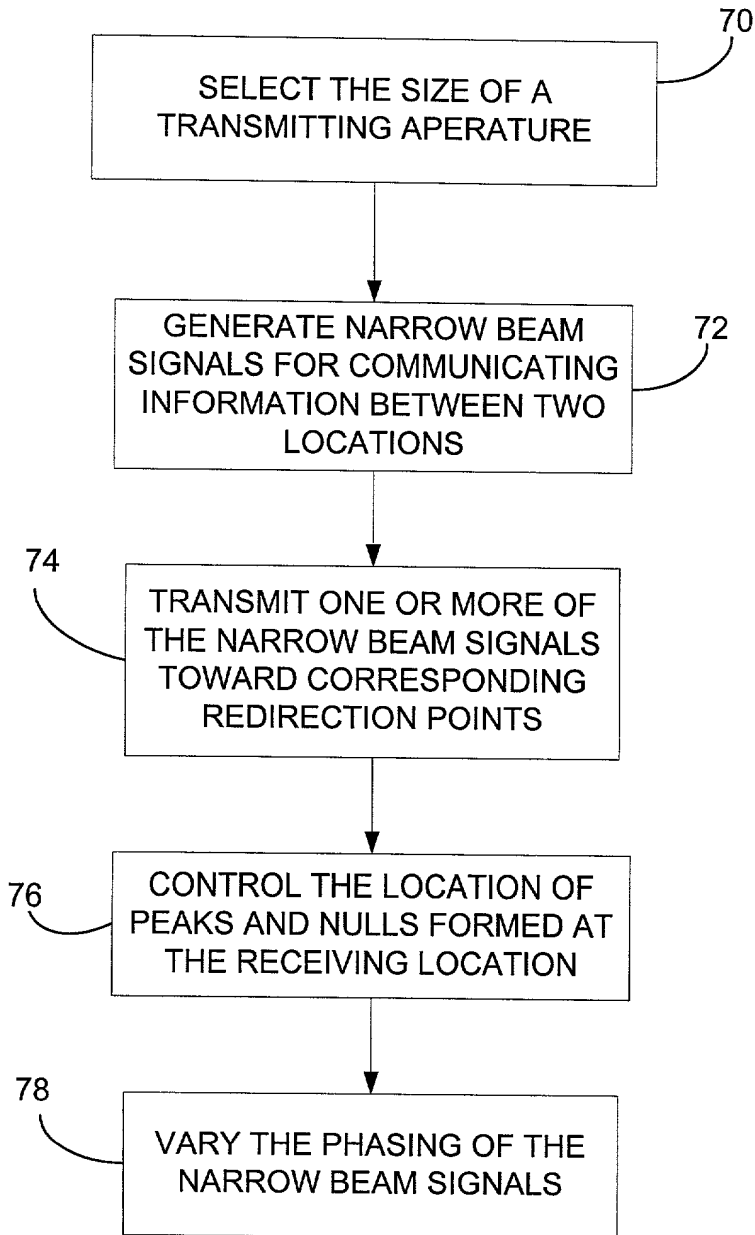 70
SELECT THE SIZE OF A
TRANSMITTING APERATURE
GENERATE NARROW BEAM
SIGNALS FOR COMMUNICATING
INFORMATION BETWEEN TWO
LOCATIONS
72
74
TRANSMIT ONE OR MORE OF
THE NARROW BEAM SIGNALS
TOWARD CORRESPONDING
REDIRECTION POINTS
76
CONTROL THE LOCATION OF
PEAKS AND NULLS FORMED AT
THE RECEIVING LOCATION
78
VARY THE PHASING OF THE
NARROW BEAM SIGNALS